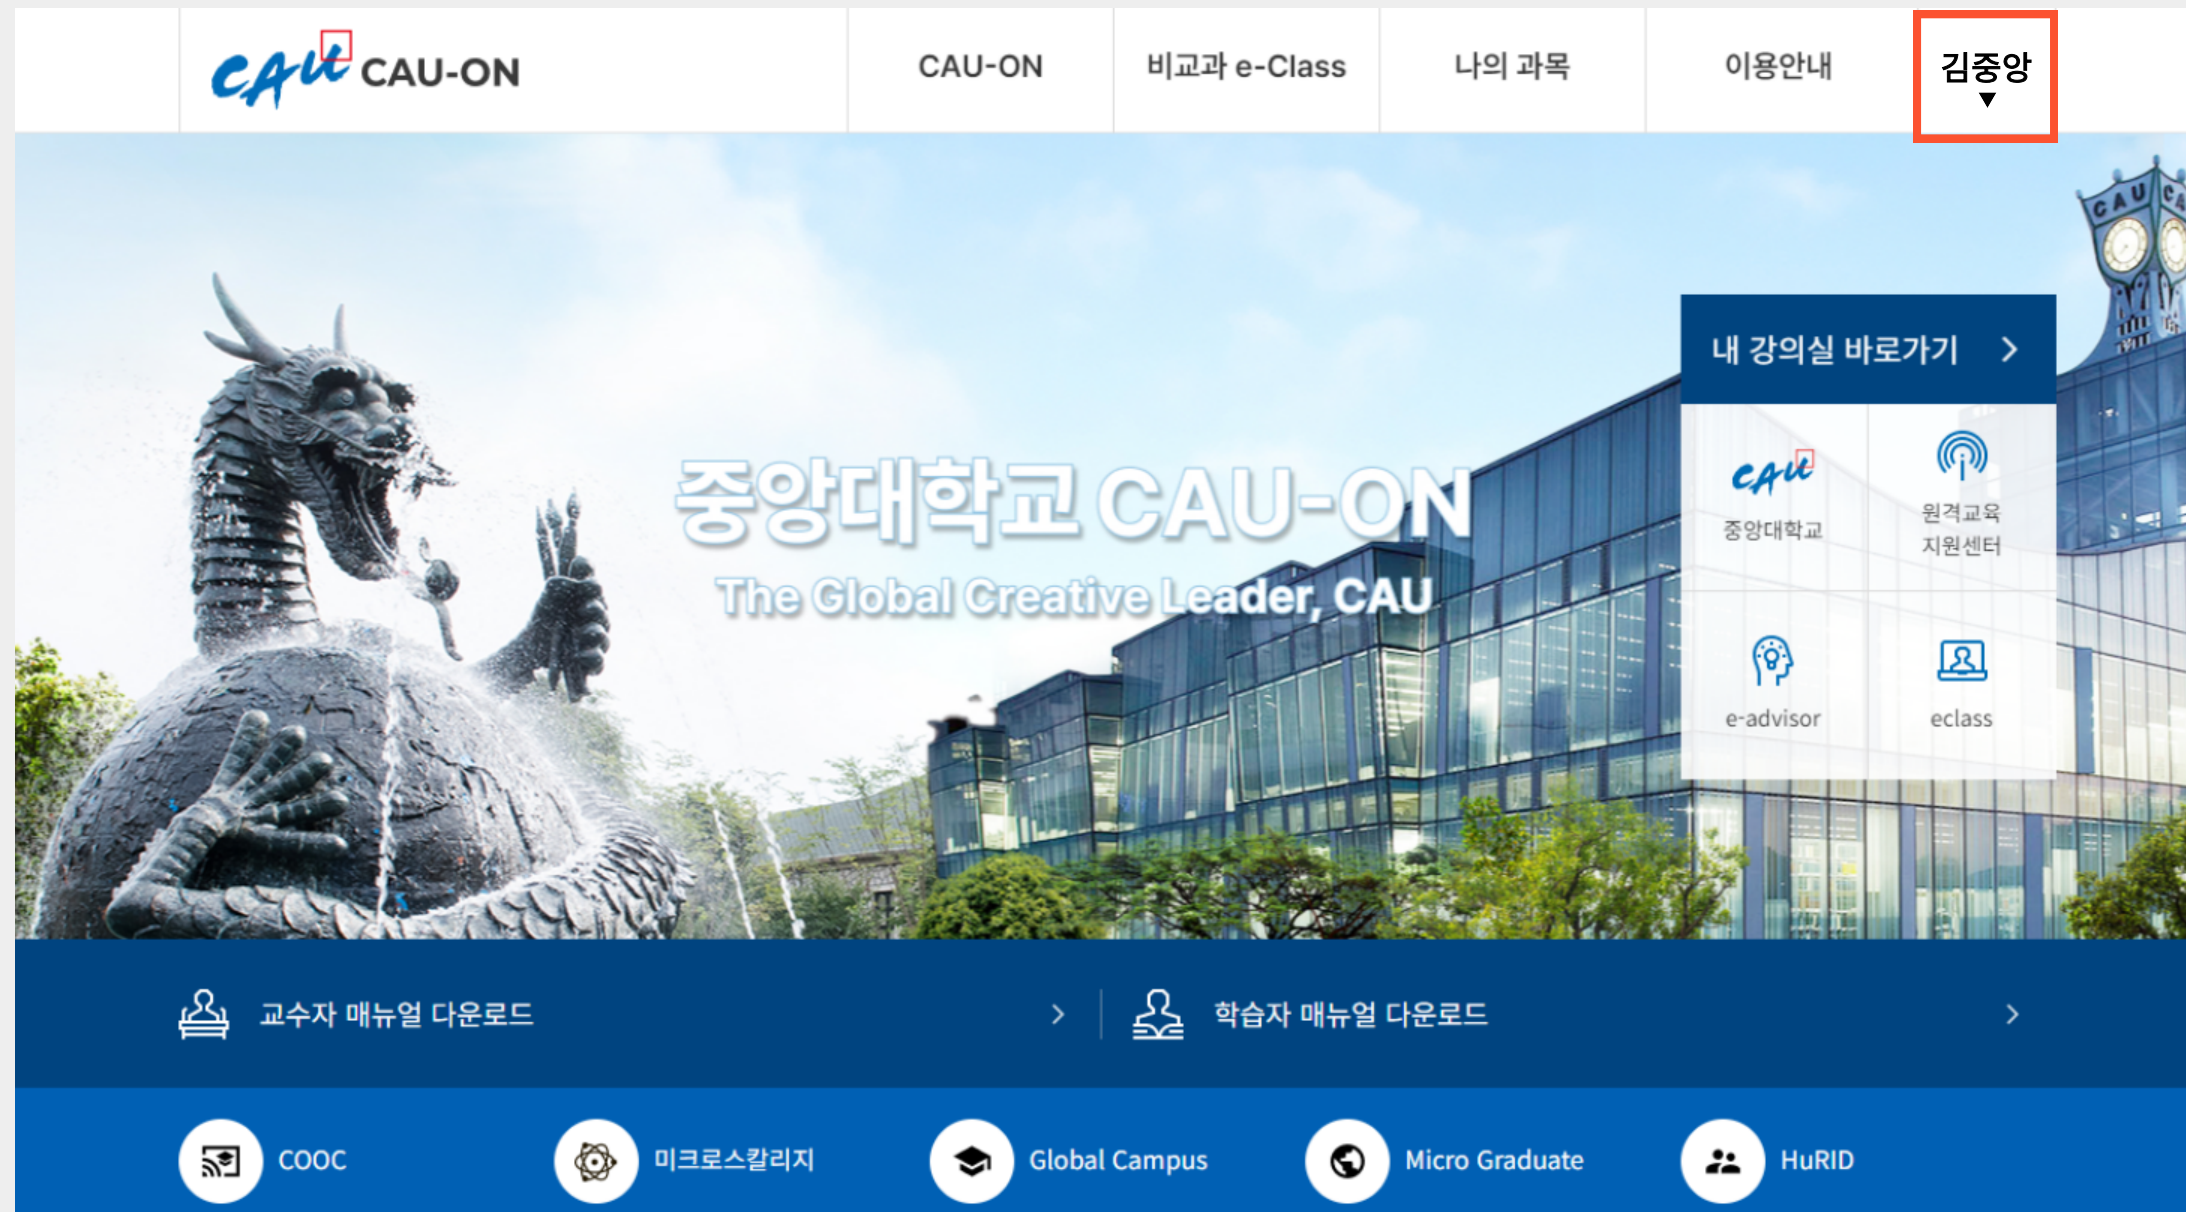 CAU CAU-ON
CAU-ON
비교과 e-Class
나의 과목
이용안내
김중앙
▼
CAU
내 강의실 바로가기
CAU
중앙대학교
원격교육
지원센터
중앙대학교 CAU-ON
The Global Creative Leader, CAU
e-advisor
eclass
교수자 매뉴얼 다운로드
학습자 매뉴얼 다운로드
COOC
미크로스칼리지
Global Campus
Micro Graduate
HuRID